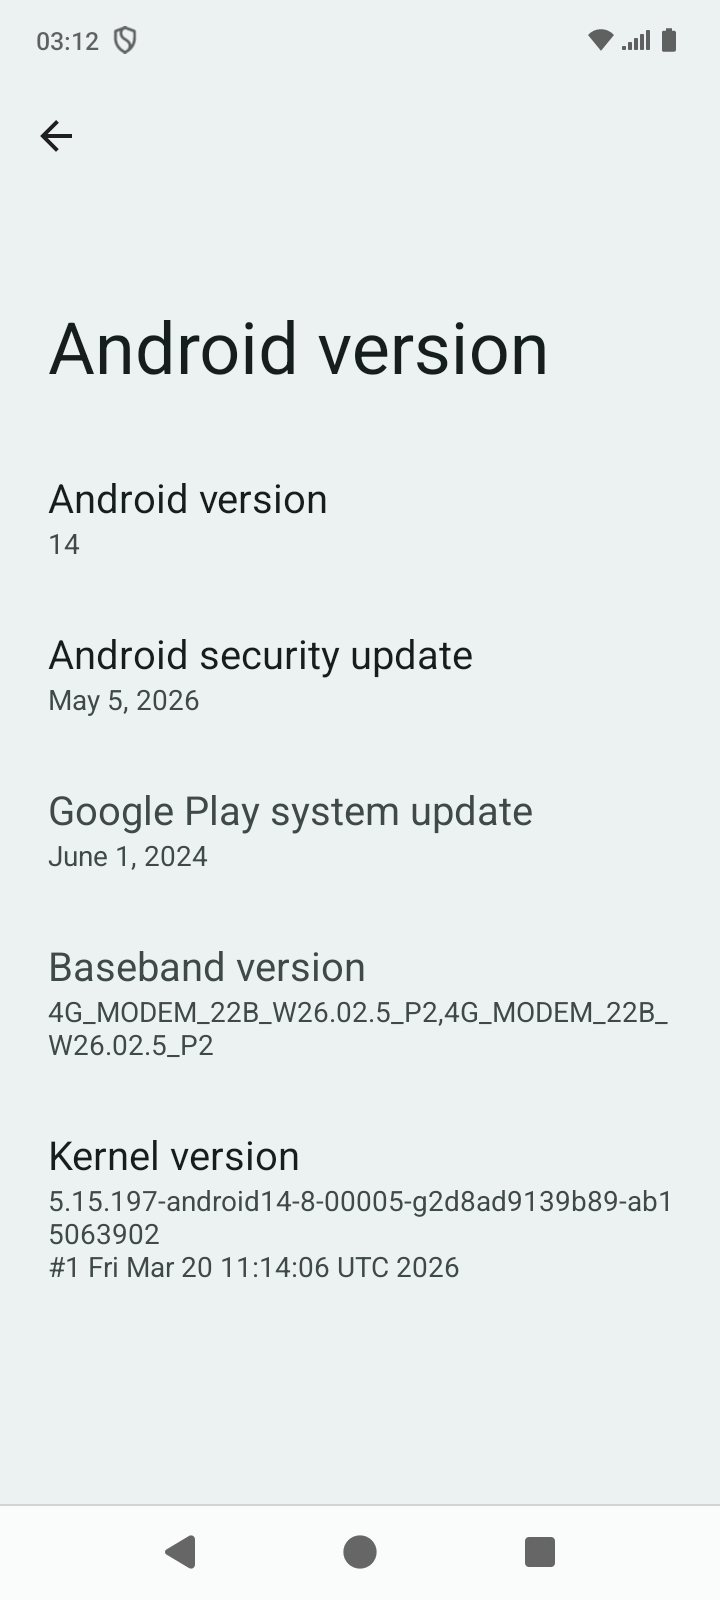 03:12
Android version
Android version
14
Android security update
May 5, 2026
Google Play system update
June 1, 2024
Baseband version
4G_MODEM_22B_W26.02.5_P2,4G_MODEM_22B_
W26.02.5_P2
Kernel version
5.15.197-android14-8-00005-g2d8ad9139b89-ab1
5063902
#1 Fri Mar 20 11:14:06 UTC 2026